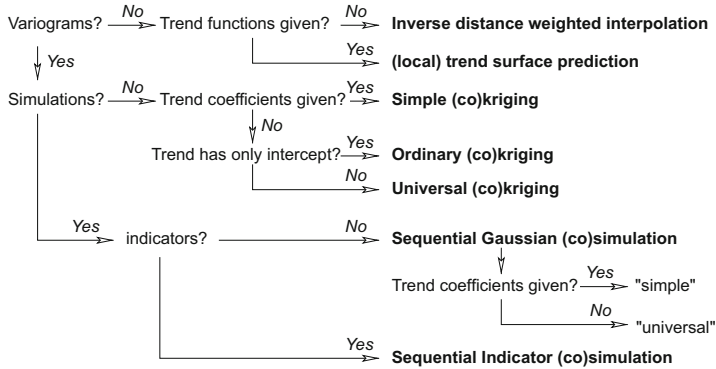 Variograms? No Trend functions given? No Inverse distance weighted interpolation
Yes Yes (local) trend surface prediction
Simulations? No Trend coefficients given? Yes Simple (co)kriging
No
Trend has only intercept? Yes Ordinary (co)kriging
No Universal (co)kriging
Yes indicators? No Sequential Gaussian (co)simulation
Trend coefficients given? Yes "simple"
No "universal"
Yes Sequential Indicator (co)simulation